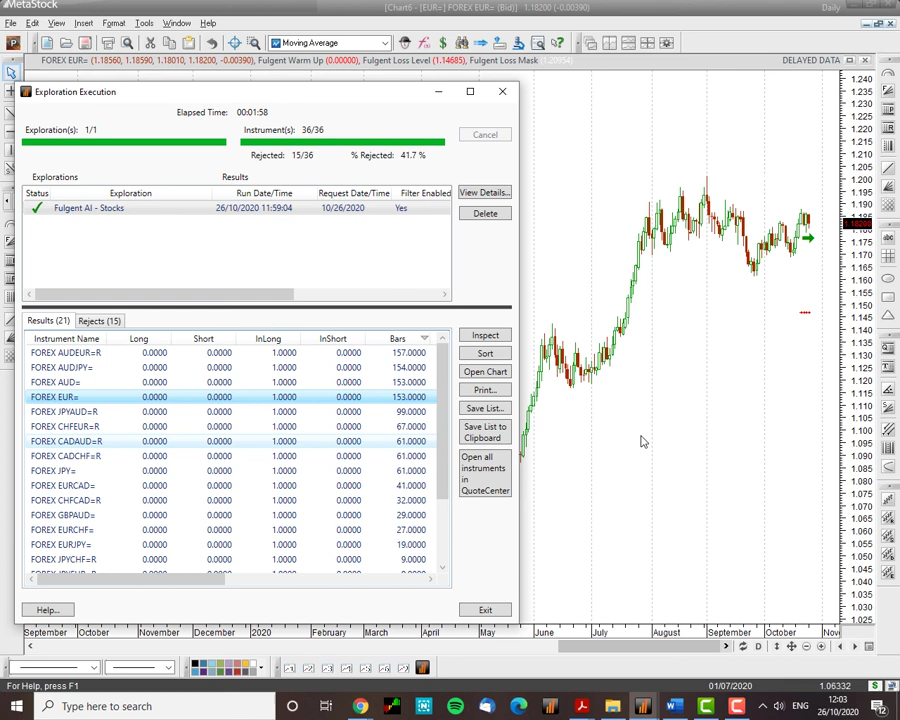 MetaStock
[Chart6 - [EUR=] FOREX EUR= (Bid)] 1.18200 (-0.00390)
Daily
File Edit View Insert Format Tools Window Help
Moving Average
FOREX EUR= (1.18560, 1.18590, 1.18010, 1.18200, -0.00390), Fulgent Warm Up (0.00000), Fulgent Loss Level (1.14685), Fulgent Loss Mask (1.20954)
DELAYED DATA
Exploration Execution
Elapsed Time: 00:01:58
Exploration(s): 1/1
Instrument(s): 36/36
Cancel
Rejected: 15/36
% Rejected: 41.7 %
Explorations
Results
Status Exploration Run Date/Time Request Date/Time Filter Enabled
View Details...
Fulgent AI - Stocks 26/10/2020 11:59:04 10/26/2020 Yes
Delete
Results (21) Rejects (15)
Instrument Name Long Short InLong InShort Bars
FOREX AUDEUR=R 0.0000 0.0000 1.0000 0.0000 157.0000
FOREX AUDJPY= 0.0000 0.0000 1.0000 0.0000 154.0000
FOREX AUD= 0.0000 0.0000 1.0000 0.0000 153.0000
FOREX EUR= 0.0000 0.0000 1.0000 0.0000 153.0000
FOREX JPYAUD=R 0.0000 0.0000 1.0000 0.0000 99.0000
FOREX CHFEUR=R 0.0000 0.0000 1.0000 0.0000 67.0000
FOREX CADAUD=R 0.0000 0.0000 1.0000 0.0000 61.0000
FOREX CADCHF=R 0.0000 0.0000 1.0000 0.0000 61.0000
FOREX JPY= 0.0000 0.0000 1.0000 0.0000 61.0000
FOREX EURCAD= 0.0000 0.0000 1.0000 0.0000 41.0000
FOREX CHFCAD=R 0.0000 0.0000 1.0000 0.0000 32.0000
FOREX GBPAUD= 0.0000 0.0000 1.0000 0.0000 29.0000
FOREX EURCHF= 0.0000 0.0000 1.0000 0.0000 27.0000
FOREX EURJPY= 0.0000 0.0000 1.0000 0.0000 19.0000
FOREX JPYCHF=R 0.0000 0.0000 1.0000 0.0000 9.0000
Inspect
Sort
Open Chart
Print...
Save List...
Save List to
Clipboard
Open all
instruments
in
QuoteCenter
Help...
Exit
1.240
1.235
1.230
1.225
1.220
1.215
1.210
1.205
1.200
1.195
1.190
1.185
1.18200
1.175
1.170
1.165
1.160
1.155
1.150
1.145
1.140
1.135
1.130
1.125
1.120
1.115
1.110
1.105
1.100
1.095
1.090
1.085
1.080
1.075
1.070
1.065
1.060
1.055
1.050
1.045
1.040
1.035
1.030
1.025
September October November December 2020 February March April May June July August September October Nov
For Help, press F1
01/07/2020
1.06332
Type here to search
12:03
26/10/2020
12